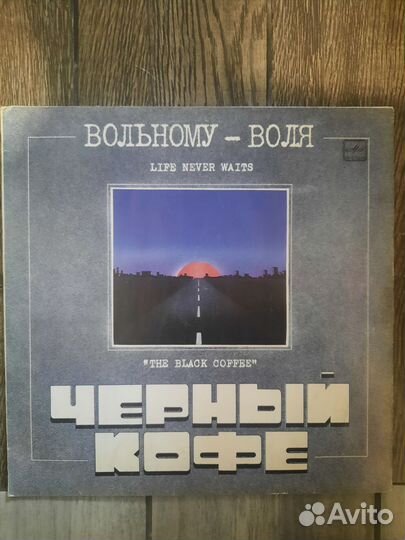 ВОЛЬНОМУ – ВОЛЯ
LIFE NEVER WAITS
"THE BLACK COFFEE"
ЧЕРНЫЙ
КОФЕ
Avito